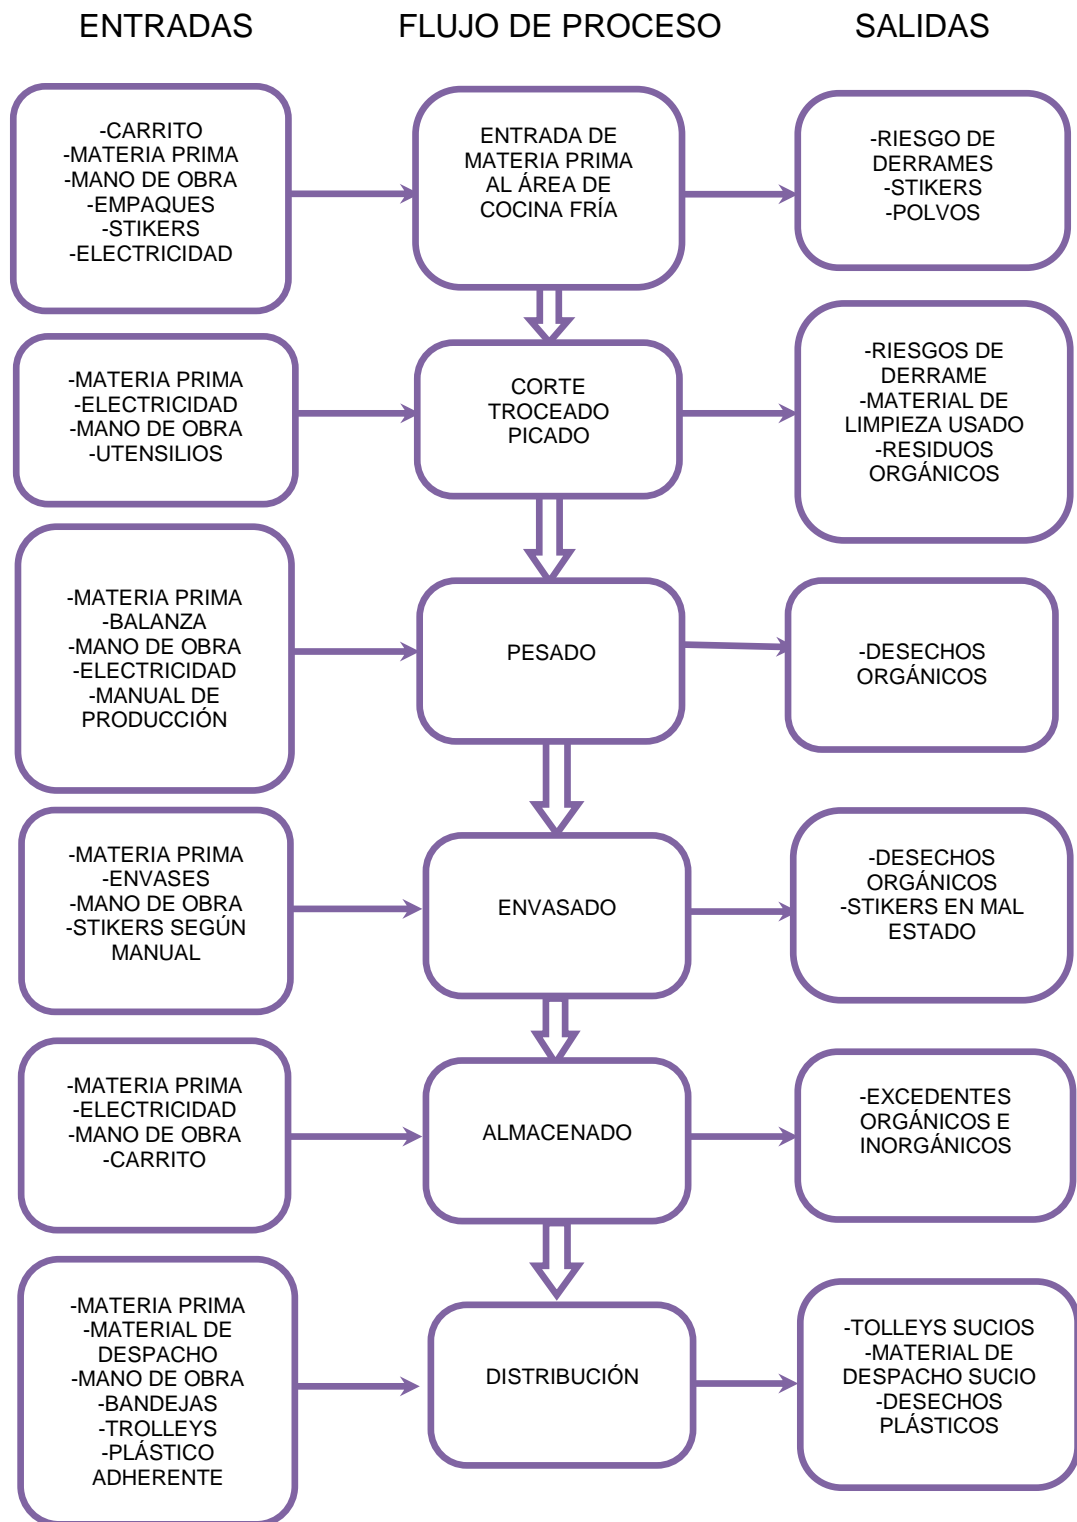 ENTRADAS
FLUJO DE PROCESO
SALIDAS
-CARRITO
-MATERIA PRIMA
-MANO DE OBRA
-EMPAQUES
-STIKERS
-ELECTRICIDAD
ENTRADA DE
MATERIA PRIMA
AL ÁREA DE
COCINA FRÍA
-RIESGO DE
DERRAMES
-STIKERS
-POLVOS
-MATERIA PRIMA
-ELECTRICIDAD
-MANO DE OBRA
-UTENSILIOS
CORTE
TROCEADO
PICADO
-RIESGOS DE
DERRAME
-MATERIAL DE
LIMPIEZA USADO
-RESIDUOS
ORGÁNICOS
-MATERIA PRIMA
-BALANZA
-MANO DE OBRA
-ELECTRICIDAD
-MANUAL DE
PRODUCCIÓN
PESADO
-DESECHOS
ORGÁNICOS
-MATERIA PRIMA
-ENVASES
-MANO DE OBRA
-STIKERS SEGÚN
MANUAL
ENVASADO
-DESECHOS
ORGÁNICOS
-STIKERS EN MAL
ESTADO
-MATERIA PRIMA
-ELECTRICIDAD
-MANO DE OBRA
-CARRITO
ALMACENADO
-EXCEDENTES
ORGÁNICOS E
INORGÁNICOS
-MATERIA PRIMA
-MATERIAL DE
DESPACHO
-MANO DE OBRA
-BANDEJAS
-TROLLEYS
-PLÁSTICO
ADHERENTE
DISTRIBUCIÓN
-TOLLEYS SUCIOS
-MATERIAL DE
DESPACHO SUCIO
-DESECHOS
PLÁSTICOS